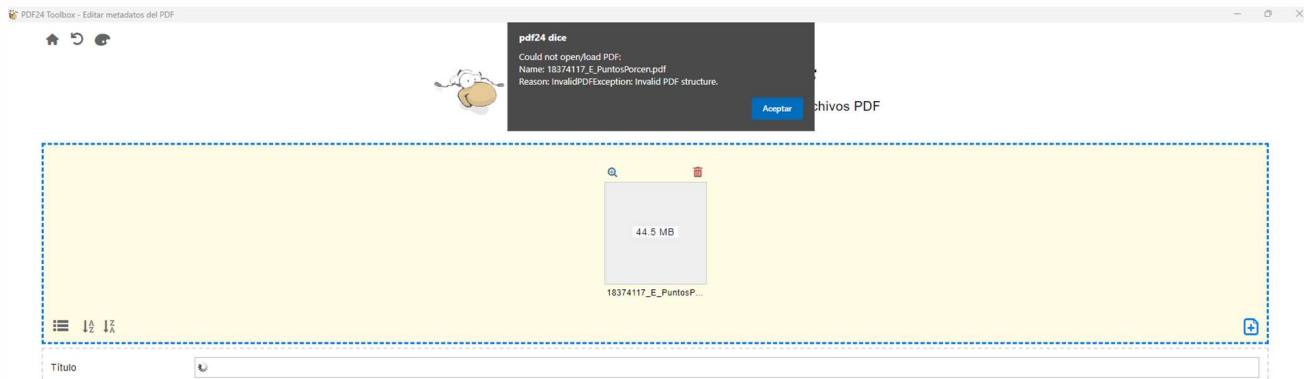 PDF24 Toolbox - Editar metadatos del PDF
pdf24 dice
Could not open/load PDF:
Name: 18374117_E_PuntosPorcen.pdf
Reason: InvalidPDFException: Invalid PDF structure.
Aceptar
chivos PDF
44.5 MB
18374117_E_PuntosP...
Título